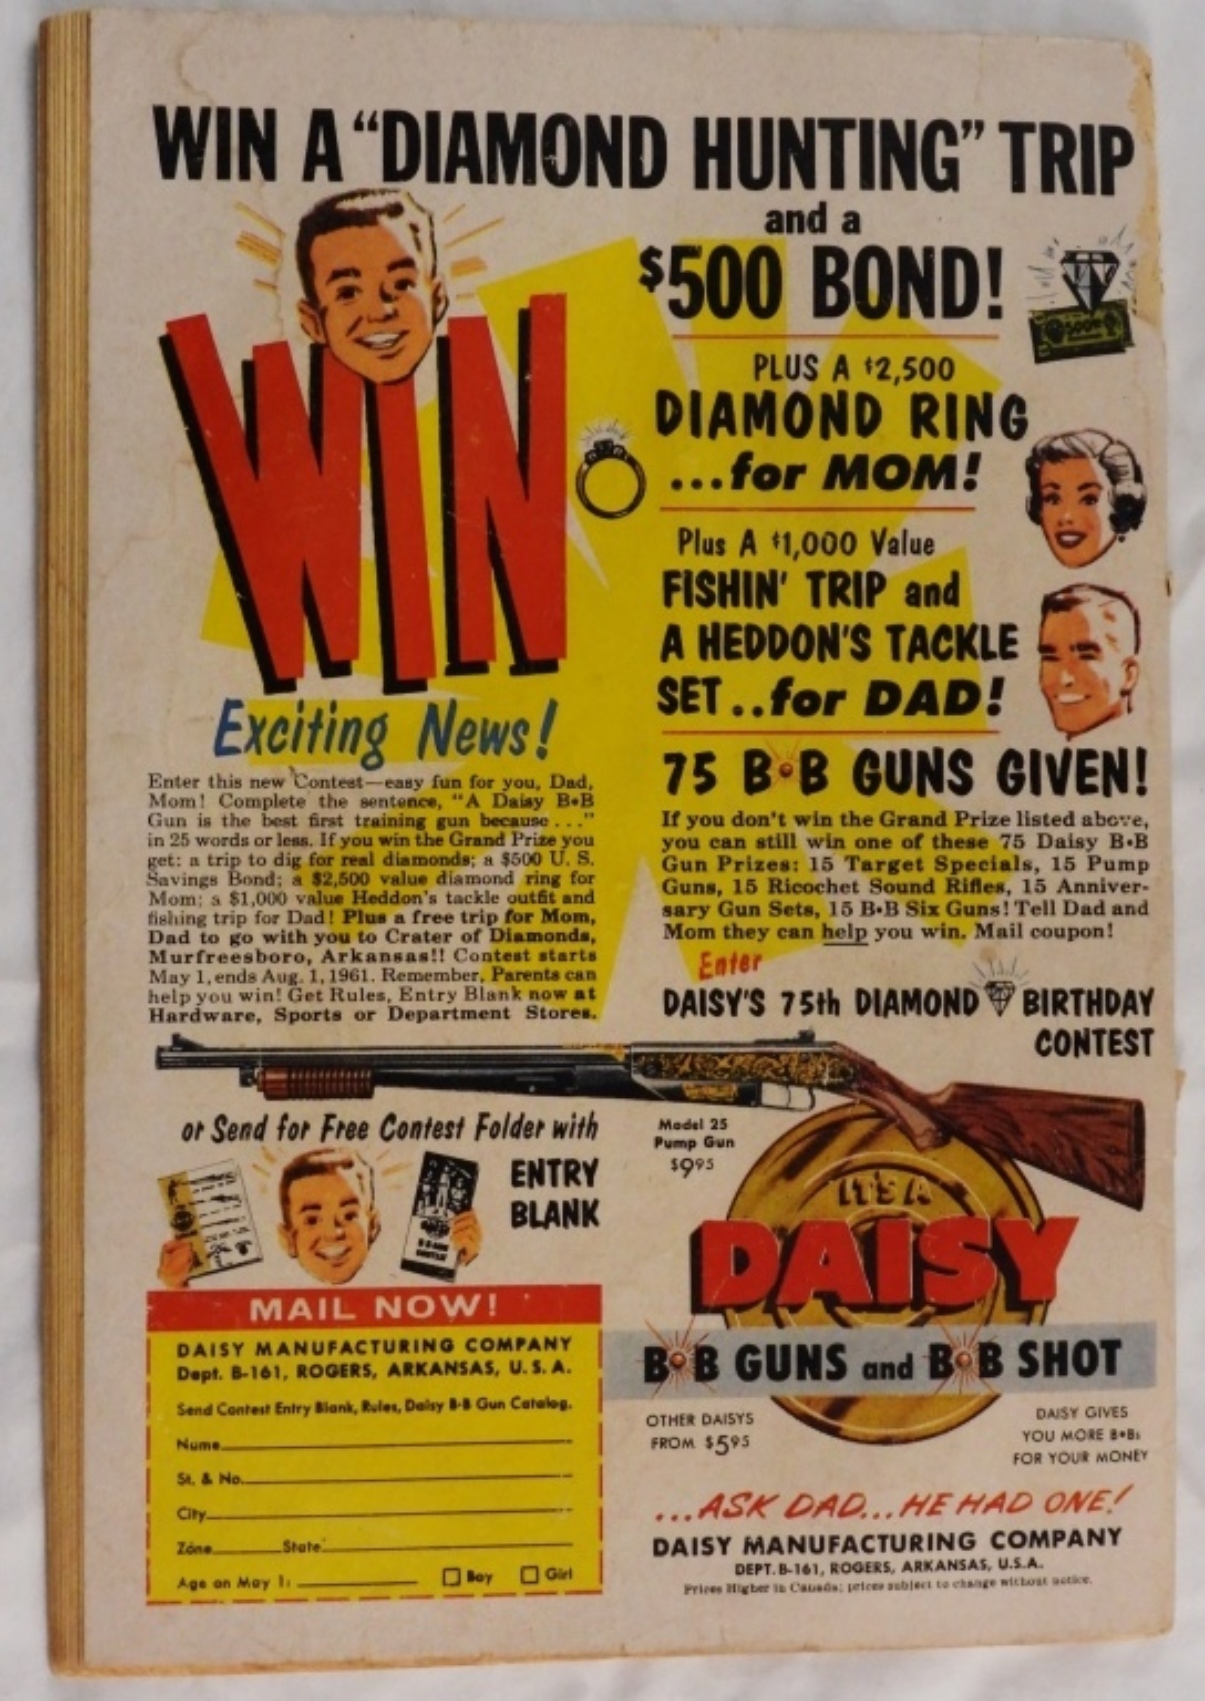 WIN A “DIAMOND HUNTING” TRIP
and a
$500 BOND!
PLUS A $2,500
DIAMOND RING
...for MOM!
Plus A $1,000 Value
FISHIN' TRIP and
A HEDDON'S TACKLE
SET..for DAD!
WIN
Exciting News!
Enter this new Contest—easy fun for you, Dad,
Mom! Complete the sentence, “A Daisy B•B
Gun is the best first training gun because . . .”
in 25 words or less. If you win the Grand Prize you
get: a trip to dig for real diamonds; a $500 U. S.
Savings Bond; a $2,500 value diamond ring for
Mom; a $1,000 value Heddon's tackle outfit and
fishing trip for Dad! Plus a free trip for Mom,
Dad to go with you to Crater of Diamonds,
Murfreesboro, Arkansas!! Contest starts
May 1, ends Aug. 1, 1961. Remember, Parents can
help you win! Get Rules, Entry Blank now at
Hardware, Sports or Department Stores.
75 B•B GUNS GIVEN!
If you don't win the Grand Prize listed above,
you can still win one of these 75 Daisy B•B
Gun Prizes: 15 Target Specials, 15 Pump
Guns, 15 Ricochet Sound Rifles, 15 Anniver-
sary Gun Sets, 15 B•B Six Guns! Tell Dad and
Mom they can help you win. Mail coupon!
Enter
DAISY'S 75th DIAMOND BIRTHDAY
CONTEST
or Send for Free Contest Folder with
ENTRY
BLANK
Model 25
Pump Gun
$9.95
IT'S A
DAISY
B•B GUNS and B•B SHOT
OTHER DAISYS
FROM $5.95
DAISY GIVES
YOU MORE B•Bs
FOR YOUR MONEY
...ASK DAD...HE HAD ONE!
DAISY MANUFACTURING COMPANY
DEPT. B-161, ROGERS, ARKANSAS, U.S.A.
Prices Higher in Canada; prices subject to change without notice.
MAIL NOW!
DAISY MANUFACTURING COMPANY
Dept. B-161, ROGERS, ARKANSAS, U. S. A.
Send Contest Entry Blank, Rules, Daisy B•B Gun Catalog.
Name
St. & No.
City
Zone State
Age on May 1: Boy Girl